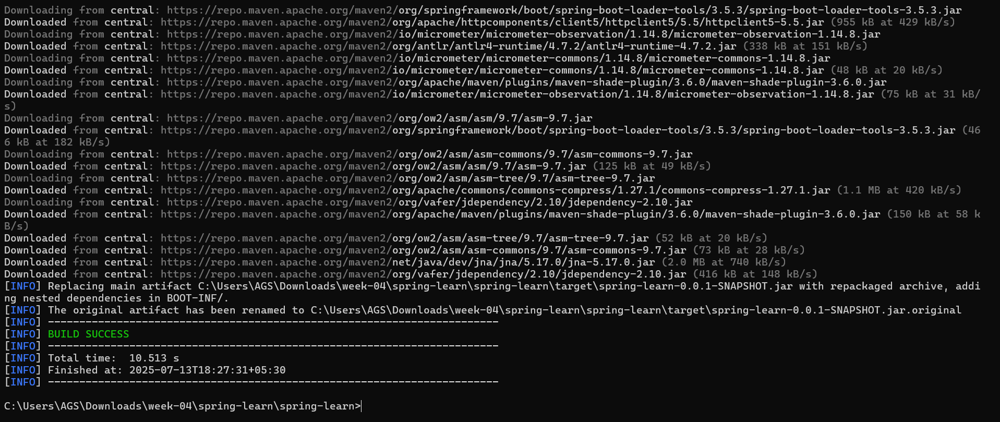 Downloading from central: https://repo.maven.apache.org/maven2/org/springframework/boot/spring-boot-loader-tools/3.5.3/spring-boot-loader-tools-3.5.3.jar
Downloaded from central: https://repo.maven.apache.org/maven2/org/apache/httpcomponents/client5/httpclient5/5.5/httpclient5-5.5.jar (955 kB at 429 kB/s)
Downloading from central: https://repo.maven.apache.org/maven2/io/micrometer/micrometer-observation/1.14.8/micrometer-observation-1.14.8.jar
Downloaded from central: https://repo.maven.apache.org/maven2/org/antlr/antlr4-runtime/4.7.2/antlr4-runtime-4.7.2.jar (338 kB at 151 kB/s)
Downloading from central: https://repo.maven.apache.org/maven2/io/micrometer/micrometer-commons/1.14.8/micrometer-commons-1.14.8.jar
Downloaded from central: https://repo.maven.apache.org/maven2/io/micrometer/micrometer-commons/1.14.8/micrometer-commons-1.14.8.jar (48 kB at 20 kB/s)
Downloading from central: https://repo.maven.apache.org/maven2/org/apache/maven/plugins/maven-shade-plugin/3.6.0/maven-shade-plugin-3.6.0.jar
Downloaded from central: https://repo.maven.apache.org/maven2/io/micrometer/micrometer-observation/1.14.8/micrometer-observation-1.14.8.jar (75 kB at 31 kB/
s)
Downloading from central: https://repo.maven.apache.org/maven2/org/ow2/asm/asm/9.7/asm-9.7.jar
Downloaded from central: https://repo.maven.apache.org/maven2/org/springframework/boot/spring-boot-loader-tools/3.5.3/spring-boot-loader-tools-3.5.3.jar (46
6 kB at 182 kB/s)
Downloading from central: https://repo.maven.apache.org/maven2/org/ow2/asm/asm-commons/9.7/asm-commons-9.7.jar
Downloaded from central: https://repo.maven.apache.org/maven2/org/ow2/asm/asm/9.7/asm-9.7.jar (125 kB at 49 kB/s)
Downloading from central: https://repo.maven.apache.org/maven2/org/ow2/asm/asm-tree/9.7/asm-tree-9.7.jar
Downloaded from central: https://repo.maven.apache.org/maven2/org/apache/commons/commons-compress/1.27.1/commons-compress-1.27.1.jar (1.1 MB at 420 kB/s)
Downloading from central: https://repo.maven.apache.org/maven2/org/vafer/jdependency/2.10/jdependency-2.10.jar
Downloaded from central: https://repo.maven.apache.org/maven2/org/apache/maven/plugins/maven-shade-plugin/3.6.0/maven-shade-plugin-3.6.0.jar (150 kB at 58 k
B/s)
Downloaded from central: https://repo.maven.apache.org/maven2/org/ow2/asm/asm-tree/9.7/asm-tree-9.7.jar (52 kB at 20 kB/s)
Downloaded from central: https://repo.maven.apache.org/maven2/org/ow2/asm/asm-commons/9.7/asm-commons-9.7.jar (73 kB at 28 kB/s)
Downloaded from central: https://repo.maven.apache.org/maven2/net/java/dev/jna/jna/5.17.0/jna-5.17.0.jar (2.0 MB at 740 kB/s)
Downloaded from central: https://repo.maven.apache.org/maven2/org/vafer/jdependency/2.10/jdependency-2.10.jar (416 kB at 148 kB/s)
[INFO] Replacing main artifact C:\Users\AGS\Downloads\week-04\spring-learn\spring-learn\target\spring-learn-0.0.1-SNAPSHOT.jar with repackaged archive, addi
ng nested dependencies in BOOT-INF/.
[INFO] The original artifact has been renamed to C:\Users\AGS\Downloads\week-04\spring-learn\spring-learn\target\spring-learn-0.0.1-SNAPSHOT.jar.original
[INFO] ------------------------------------------------------------------------
[INFO] BUILD SUCCESS
[INFO] ------------------------------------------------------------------------
[INFO] Total time:  10.513 s
[INFO] Finished at: 2025-07-13T18:27:31+05:30
[INFO] ------------------------------------------------------------------------
C:\Users\AGS\Downloads\week-04\spring-learn\spring-learn>